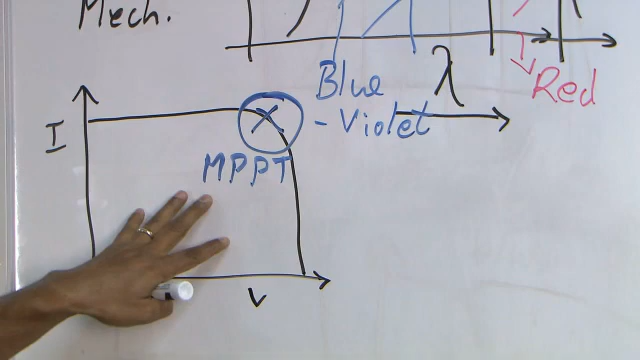 Mech.
λ
Blue
- Violet
Red
I
MPPT
V